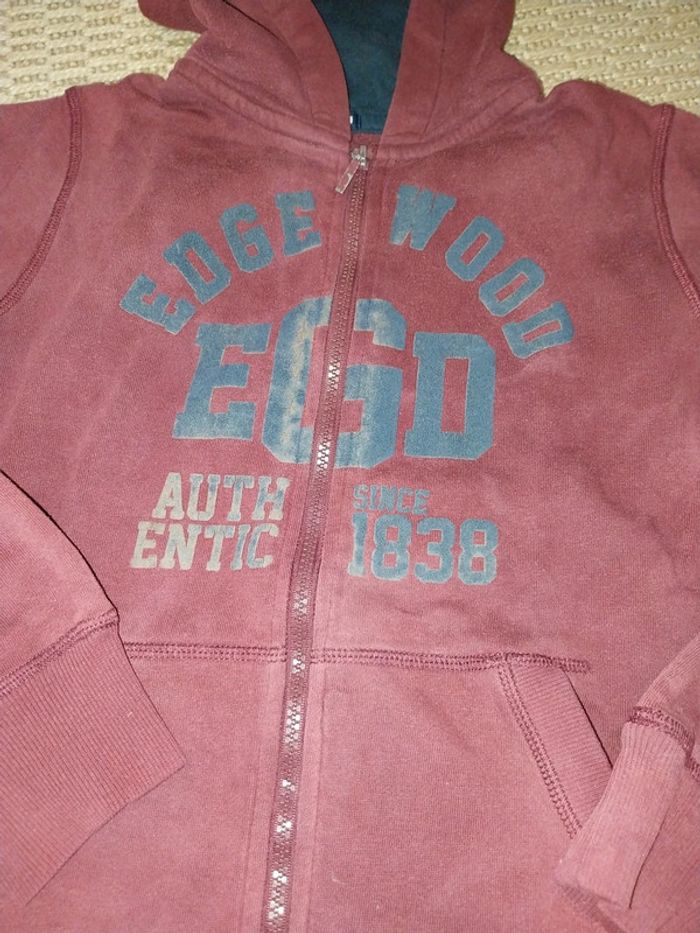 EDGE WOOD
EGD
AUTH
ENTIC
SINCE
1838